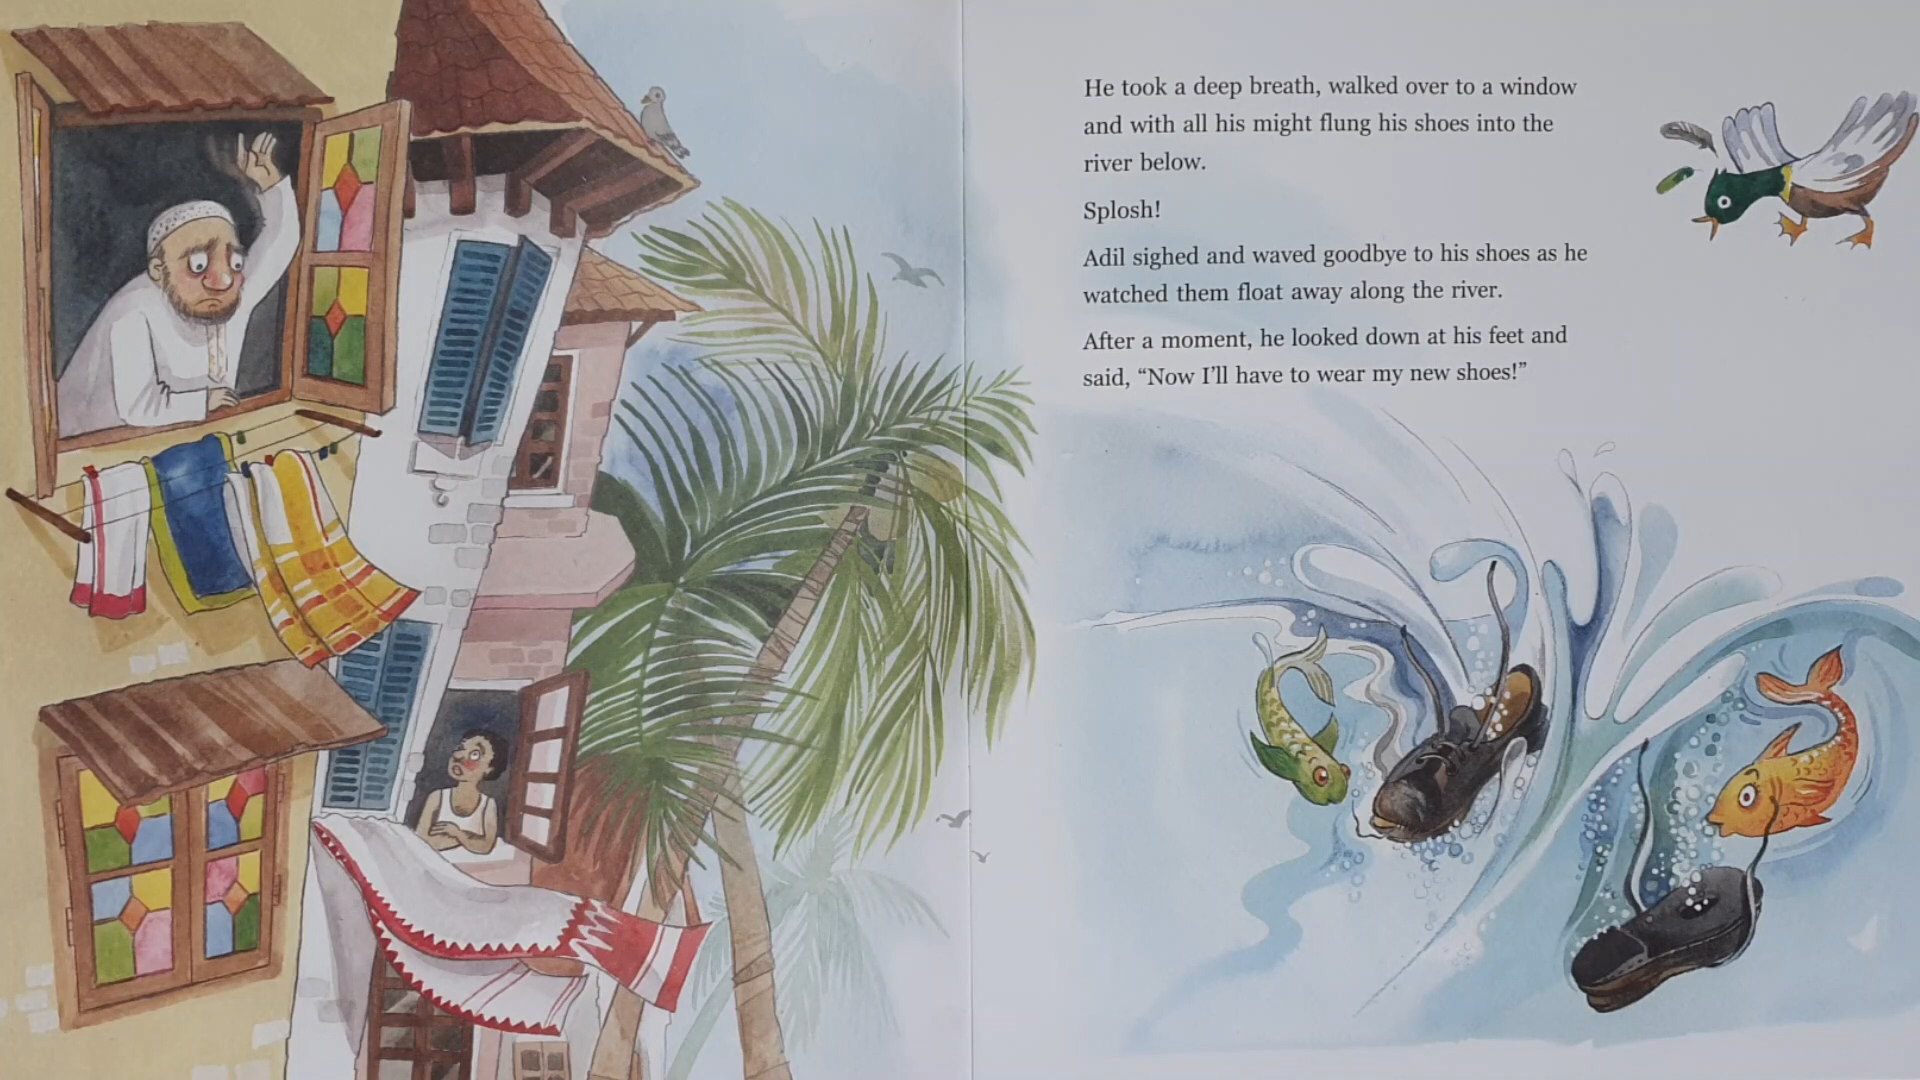 He took a deep breath, walked over to a window
and with all his might flung his shoes into the
river below.
Splosh!
Adil sighed and waved goodbye to his shoes as he
watched them float away along the river.
After a moment, he looked down at his feet and
said, “Now I’ll have to wear my new shoes!”